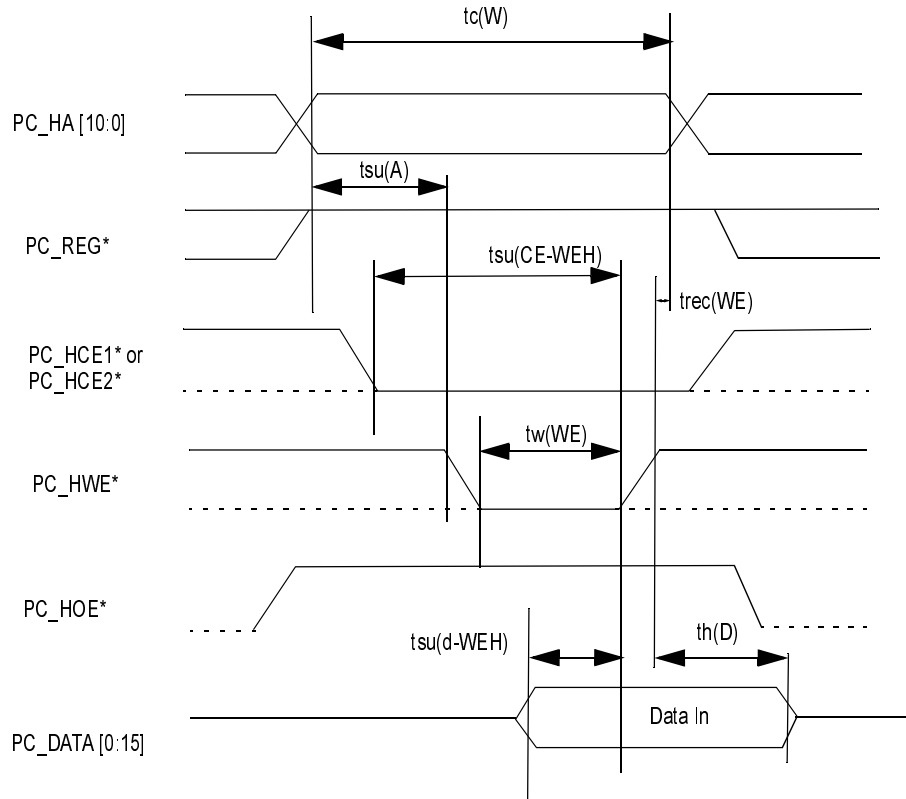 tc(W)
PC_HA [10:0]
tsu(A)
PC_REG*
tsu(CE-WEH)
trec(WE)
PC_HCE1* or
PC_HCE2*
tw(WE)
PC_HWE*
PC_HOE*
th(D)
tsu(d-WEH)
Data In
PC_DATA [0:15]